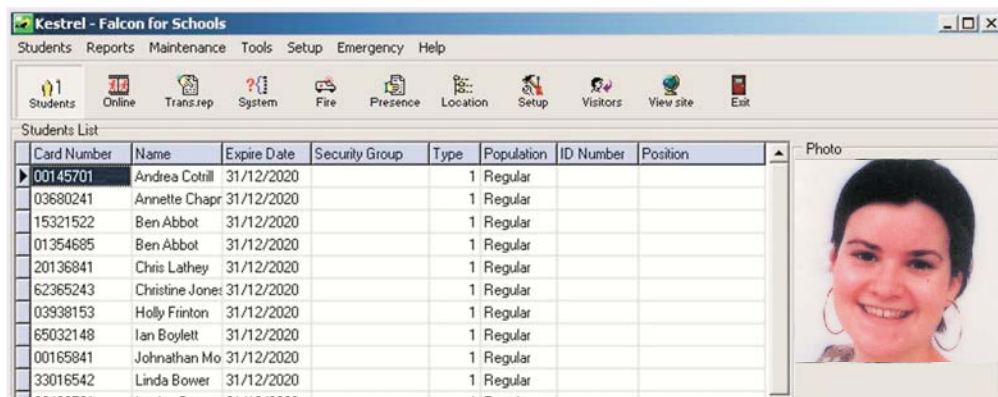 Kestrel - Falcon for Schools
Students Reports Maintenance Tools Setup Emergency Help
Students Online Trans.rep System Fire Presence Location Setup Visitors View site Exit
Students List
Card Number Name Expire Date Security Group Type Population ID Number Position Photo
00145701 Andrea Cotrill 31/12/2020 1 Regular
03680241 Annette Chapr 31/12/2020 1 Regular
15321522 Ben Abbot 31/12/2020 1 Regular
01354685 Ben Abbot 31/12/2020 1 Regular
20136841 Chris Lathey 31/12/2020 1 Regular
62365243 Christine Jone 31/12/2020 1 Regular
03938153 Holly Frinton 31/12/2020 1 Regular
65032148 Ian Boylett 31/12/2020 1 Regular
00165841 Johnathan Mo 31/12/2020 1 Regular
33016542 Linda Bower 31/12/2020 1 Regular